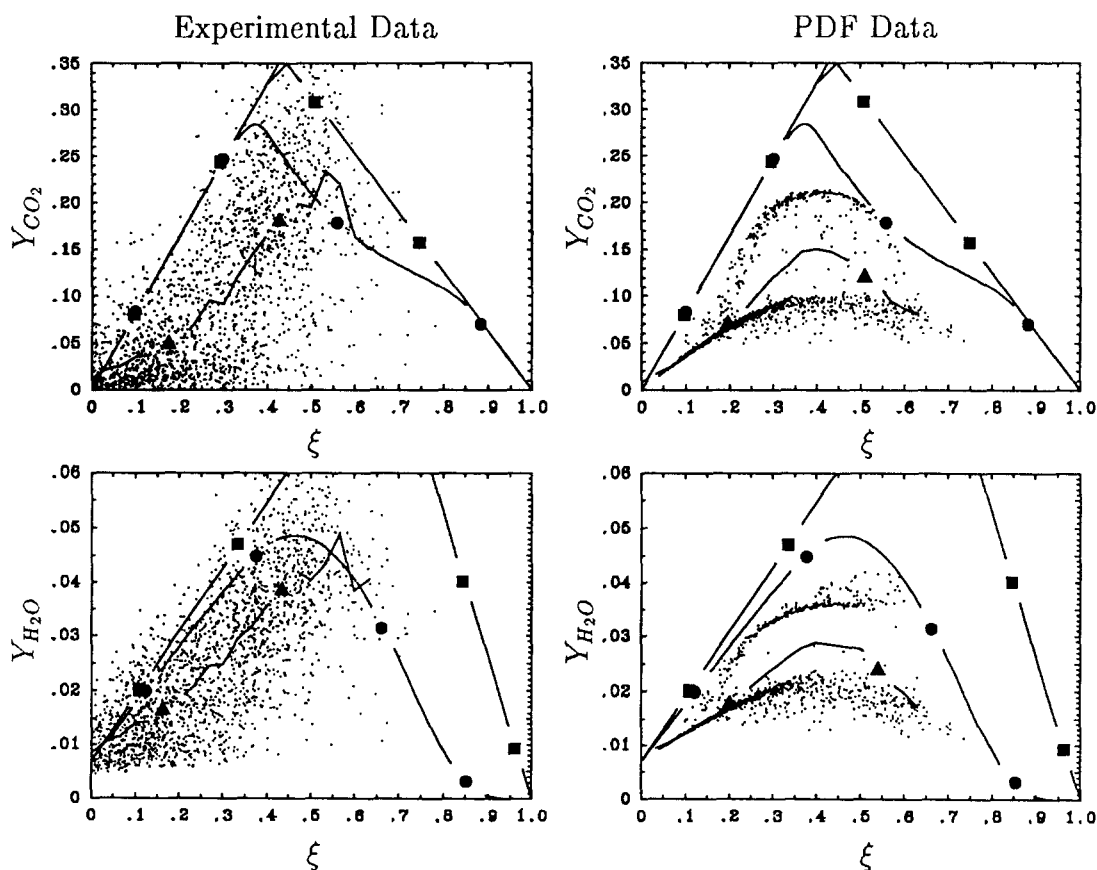 Experimental Data
PDF Data
.35
.30
.25
.20
.15
.10
.05
0
Y_{CO_2}
0 .1 .2 .3 .4 .5 .6 .7 .8 .9 1.0
ξ
.35
.30
.25
.20
.15
.10
.05
0
Y_{CO_2}
0 .1 .2 .3 .4 .5 .6 .7 .8 .9 1.0
ξ
.06
.05
.04
.03
.02
.01
0
Y_{H_2O}
0 .1 .2 .3 .4 .5 .6 .7 .8 .9 1.0
ξ
.06
.05
.04
.03
.02
.01
0
Y_{H_2O}
0 .1 .2 .3 .4 .5 .6 .7 .8 .9 1.0
ξ